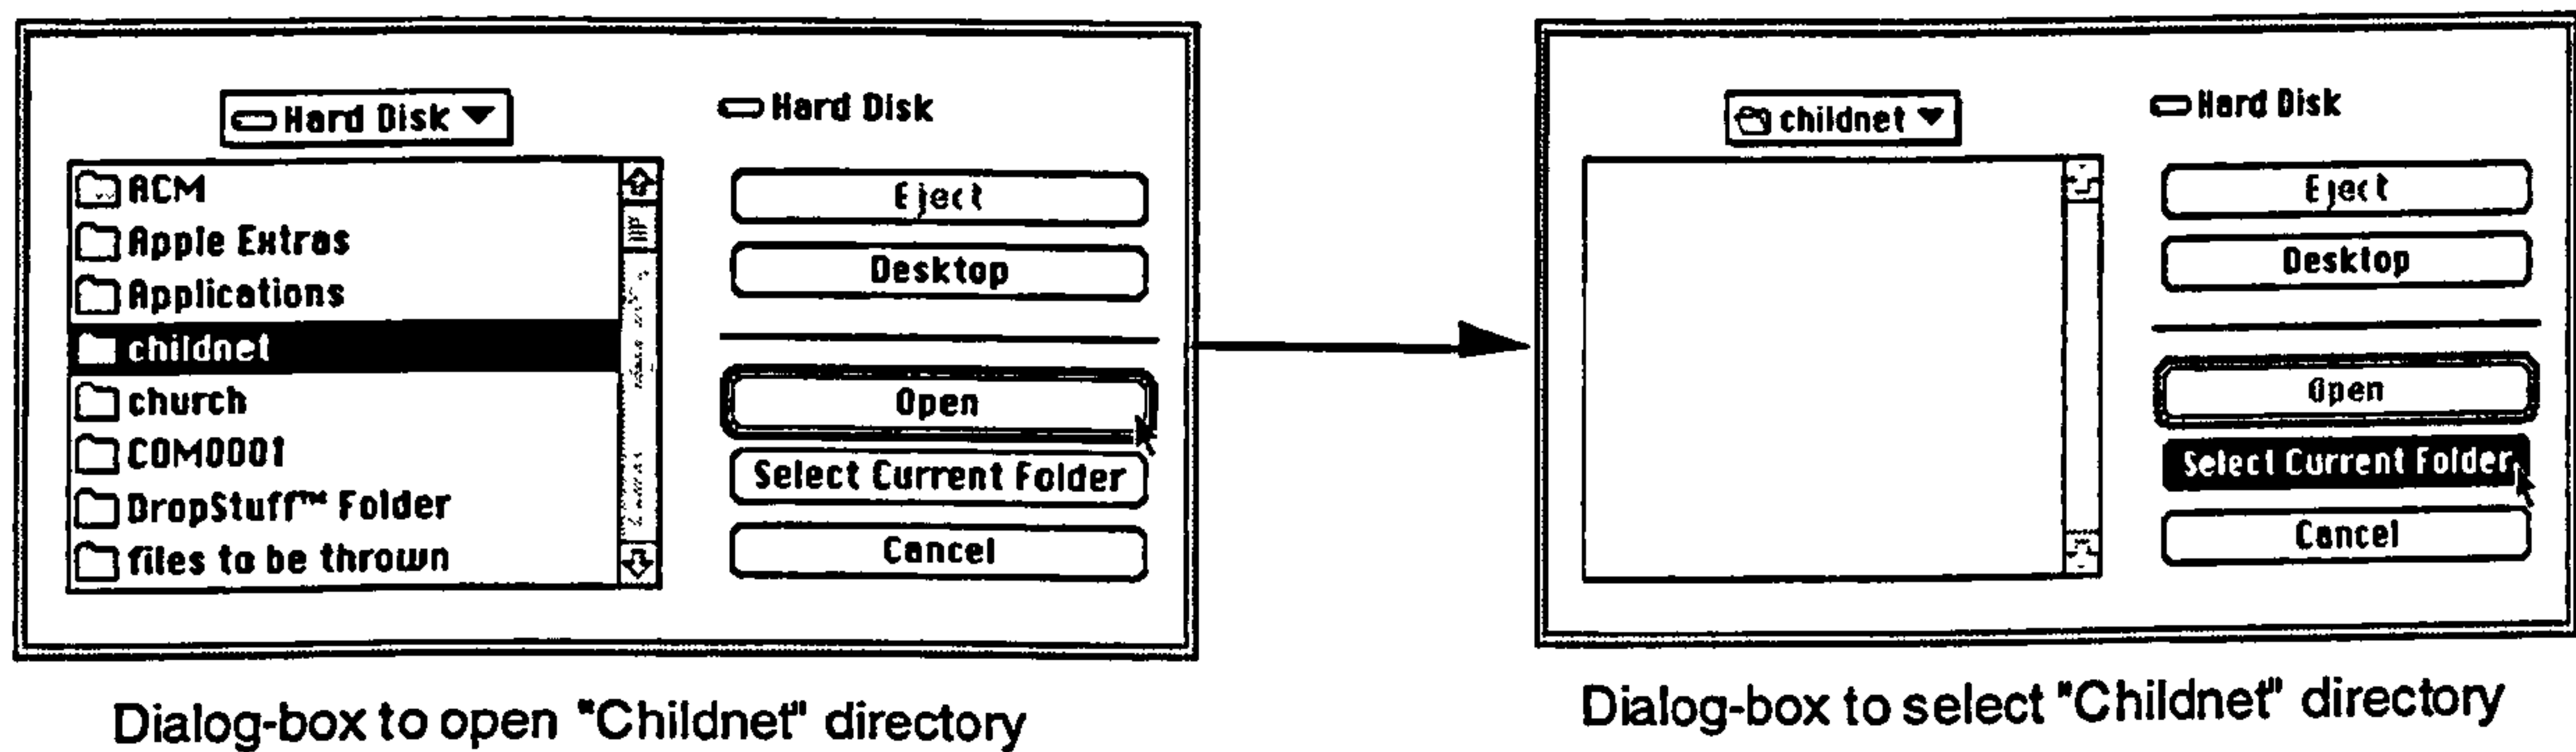 Hard Disk
ACM
Apple Extras
Applications
childnet
church
COM0001
DropStuff™ Folder
files to be thrown
Hard Disk
Eject
Desktop
Open
Select Current Folder
Cancel
Dialog-box to open "Childnet" directory
childnet
Hard Disk
Eject
Desktop
Open
Select Current Folder
Cancel
Dialog-box to select "Childnet" directory